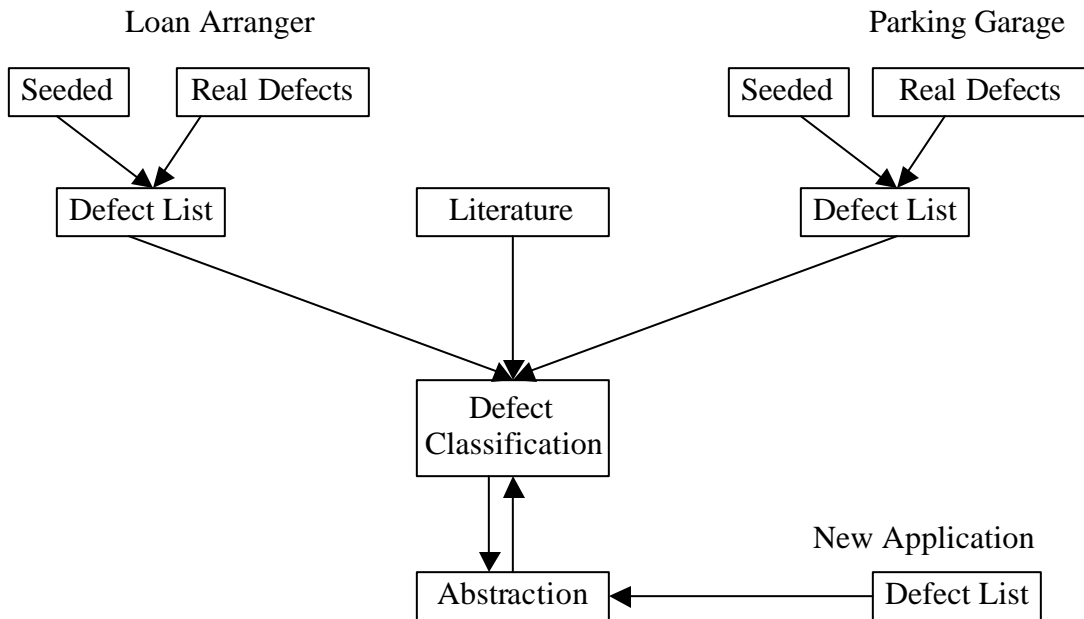 Loan Arranger
Parking Garage
Seeded
Real Defects
Seeded
Real Defects
Defect List
Literature
Defect List
Defect
Classification
New Application
Abstraction
Defect List